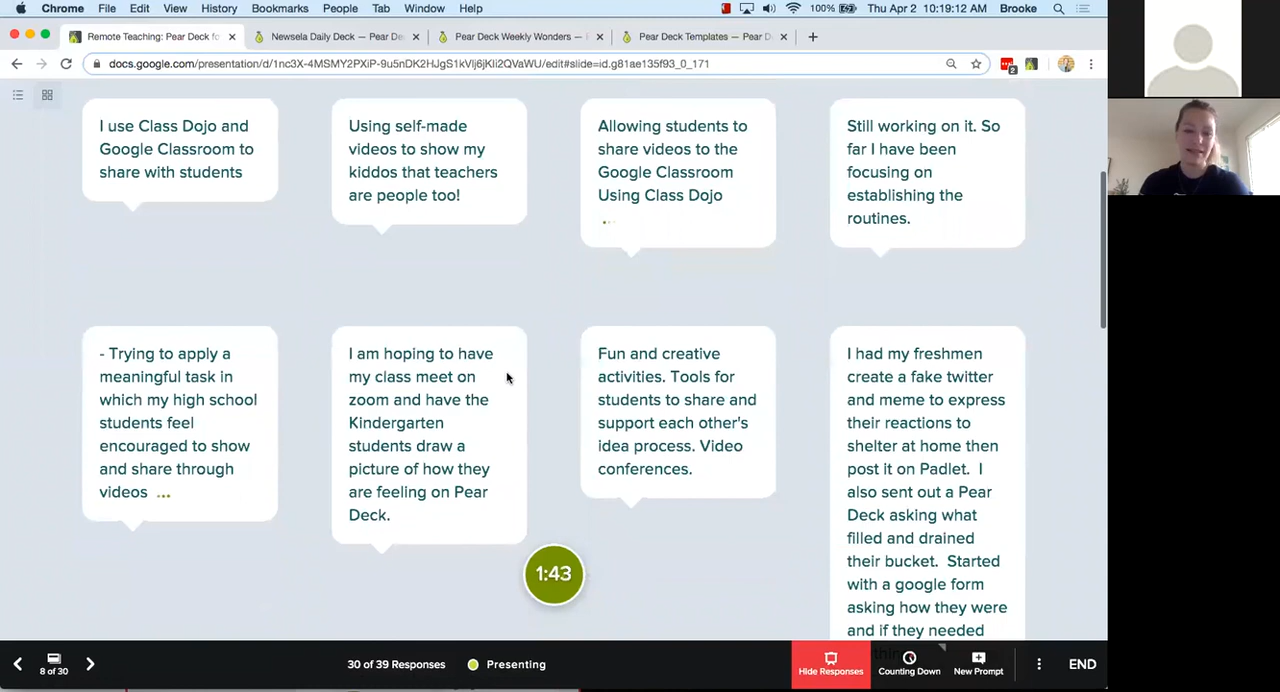 Chrome File Edit View History Bookmarks People Tab Window Help 100% Thu Apr 2 10:19:12 AM Brooke
Remote Teaching: Pear Deck fo Newsela Daily Deck — Pear De Pear Deck Weekly Wonders — Pear Deck Templates — Pear D
docs.google.com/presentation/d/1nc3X-4MSMY2PXiP-9u5nDK2HJgS1kVlj6jKli2QVaWU/edit#slide=id.g81ae135f93_0_171
2
I use Class Dojo and
Google Classroom to
share with students
Using self-made
videos to show my
kiddos that teachers
are people too!
Allowing students to
share videos to the
Google Classroom
Using Class Dojo
...
Still working on it. So
far I have been
focusing on
establishing the
routines.
- Trying to apply a
meaningful task in
which my high school
students feel
encouraged to show
and share through
videos ...
I am hoping to have
my class meet on
zoom and have the
Kindergarten
students draw a
picture of how they
are feeling on Pear
Deck.
Fun and creative
activities. Tools for
students to share and
support each other's
idea process. Video
conferences.
I had my freshmen
create a fake twitter
and meme to express
their reactions to
shelter at home then
post it on Padlet. I
also sent out a Pear
Deck asking what
filled and drained
their bucket. Started
with a google form
asking how they were
and if they needed
1:43
8 of 30
30 of 39 Responses
Presenting
Hide Responses
Counting Down
New Prompt
END